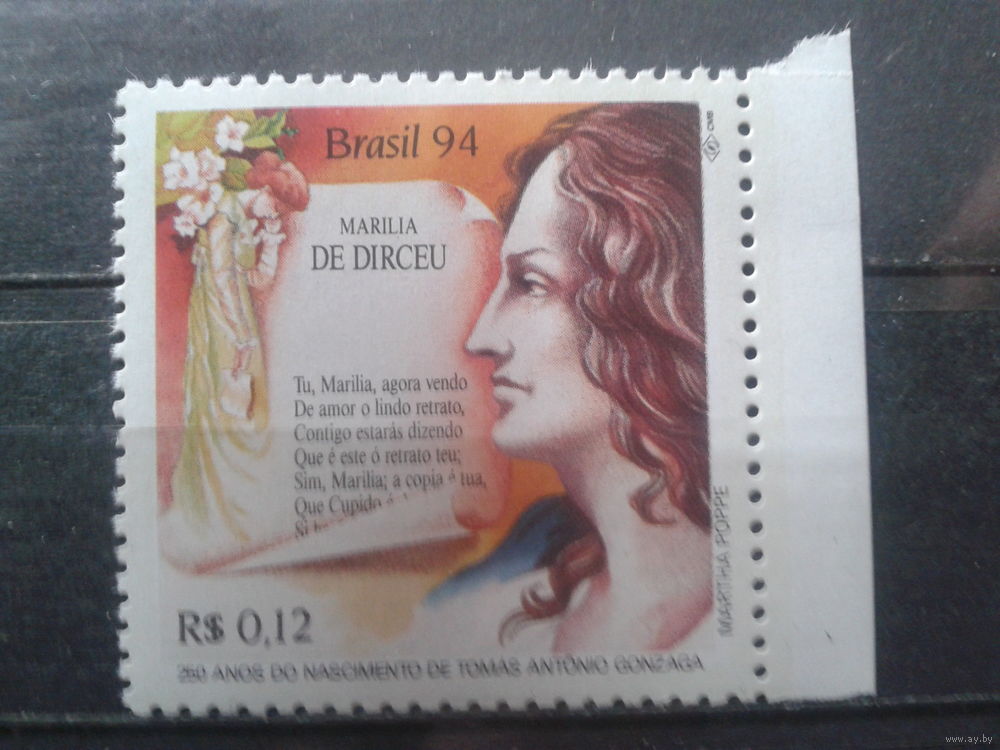 Brasil 94
CMB
MARILIA
DE DIRCEU
Tu, Marilia, agora vendo
De amor o lindo retrato,
Contigo estarás dizendo
Que é este ó retrato teu;
Sim, Marilia; a copia é tua,
Que Cupido é
MARTHA POPPE
R$ 0,12
250 ANOS DO NASCIMENTO DE TOMÁS ANTÔNIO GONZAGA
www.ay.by